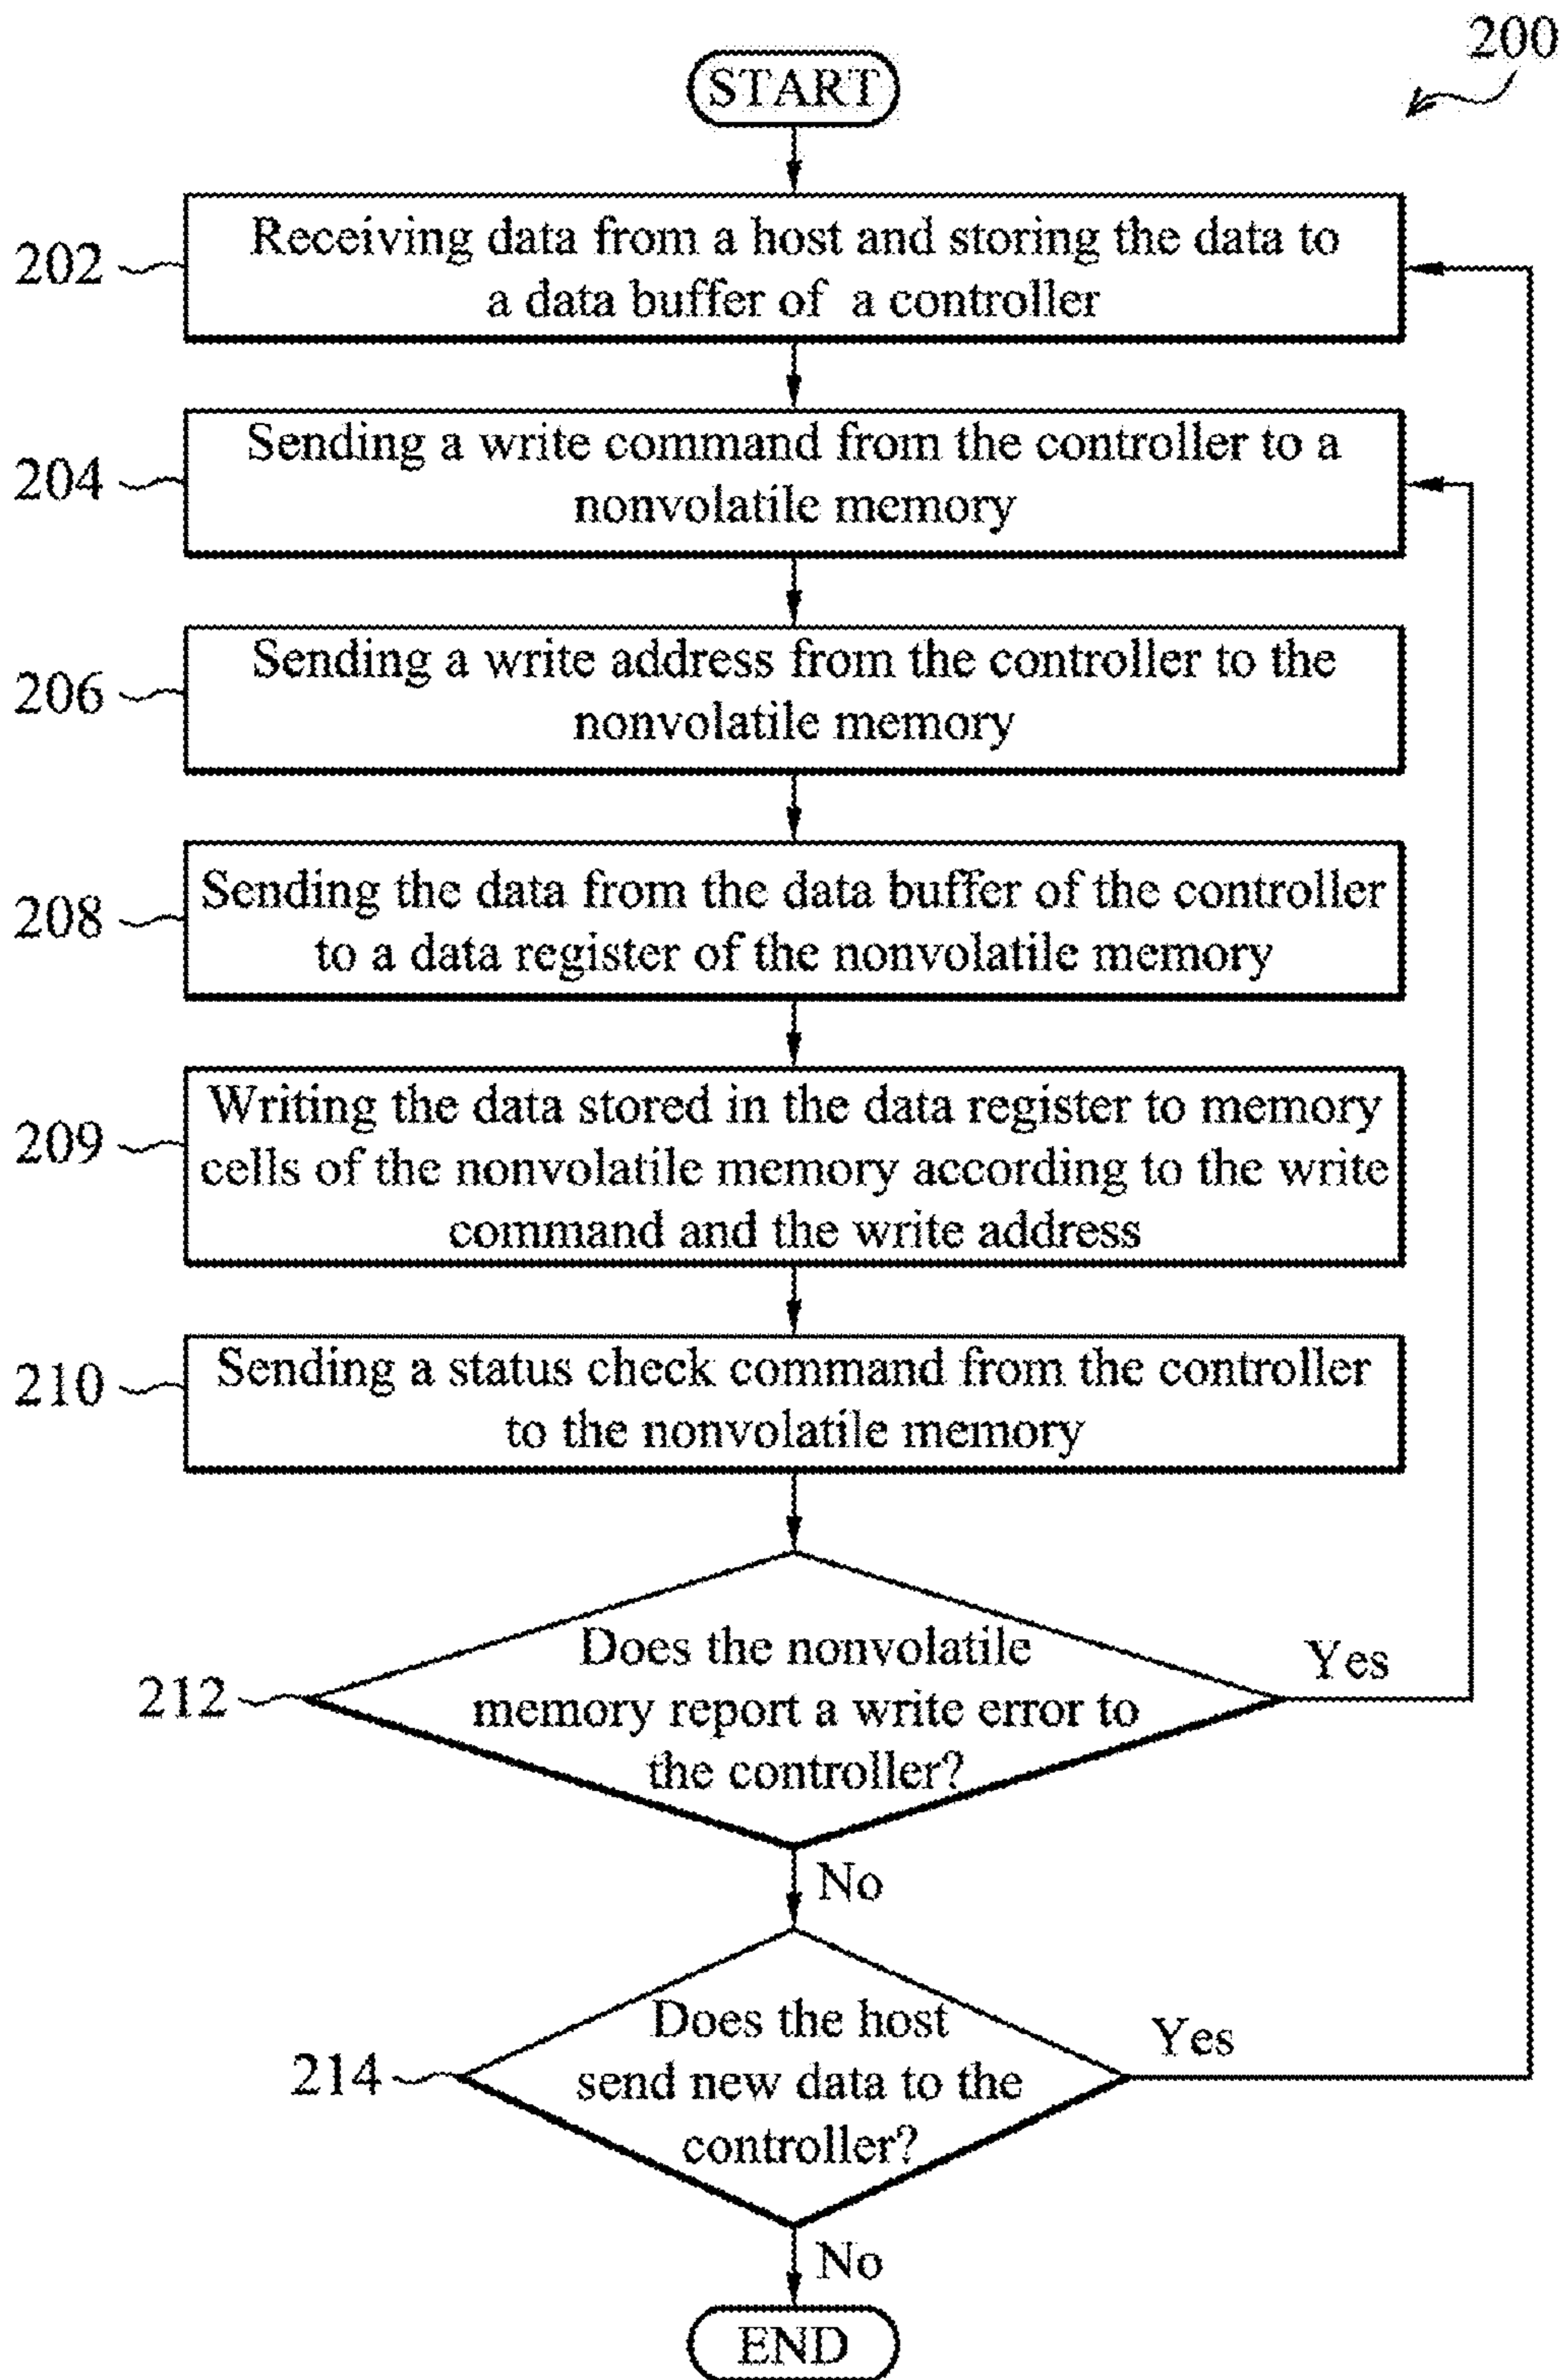 200
START
202
Receiving data from a host and storing the data to
a data buffer of a controller
204
Sending a write command from the controller to a
nonvolatile memory
206
Sending a write address from the controller to the
nonvolatile memory
208
Sending the data from the data buffer of the controller
to a data register of the nonvolatile memory
209
Writing the data stored in the data register to memory
cells of the nonvolatile memory according to the write
command and the write address
210
Sending a status check command from the controller
to the nonvolatile memory
212
Does the nonvolatile
memory report a write error to
the controller?
Yes
No
214
Does the host
send new data to the
controller?
Yes
No
END